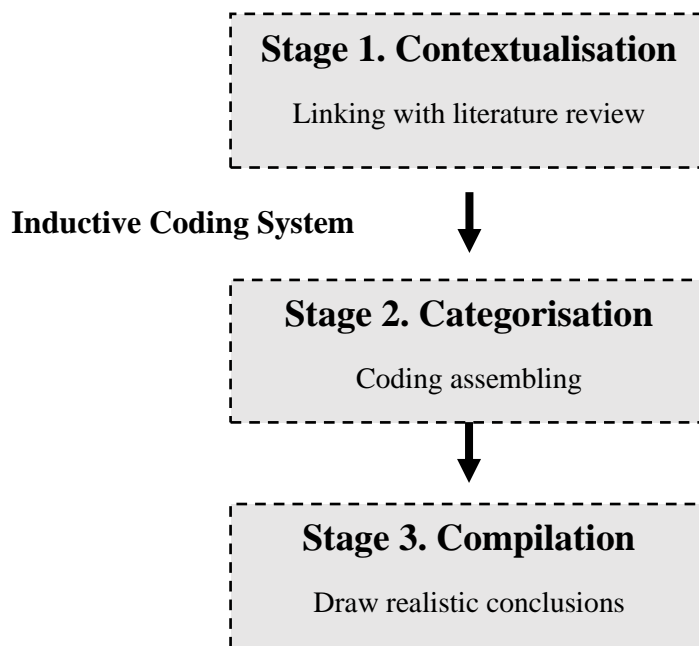 Stage 1. Contextualisation
Linking with literature review
Inductive Coding System
Stage 2. Categorisation
Coding assembling
Stage 3. Compilation
Draw realistic conclusions